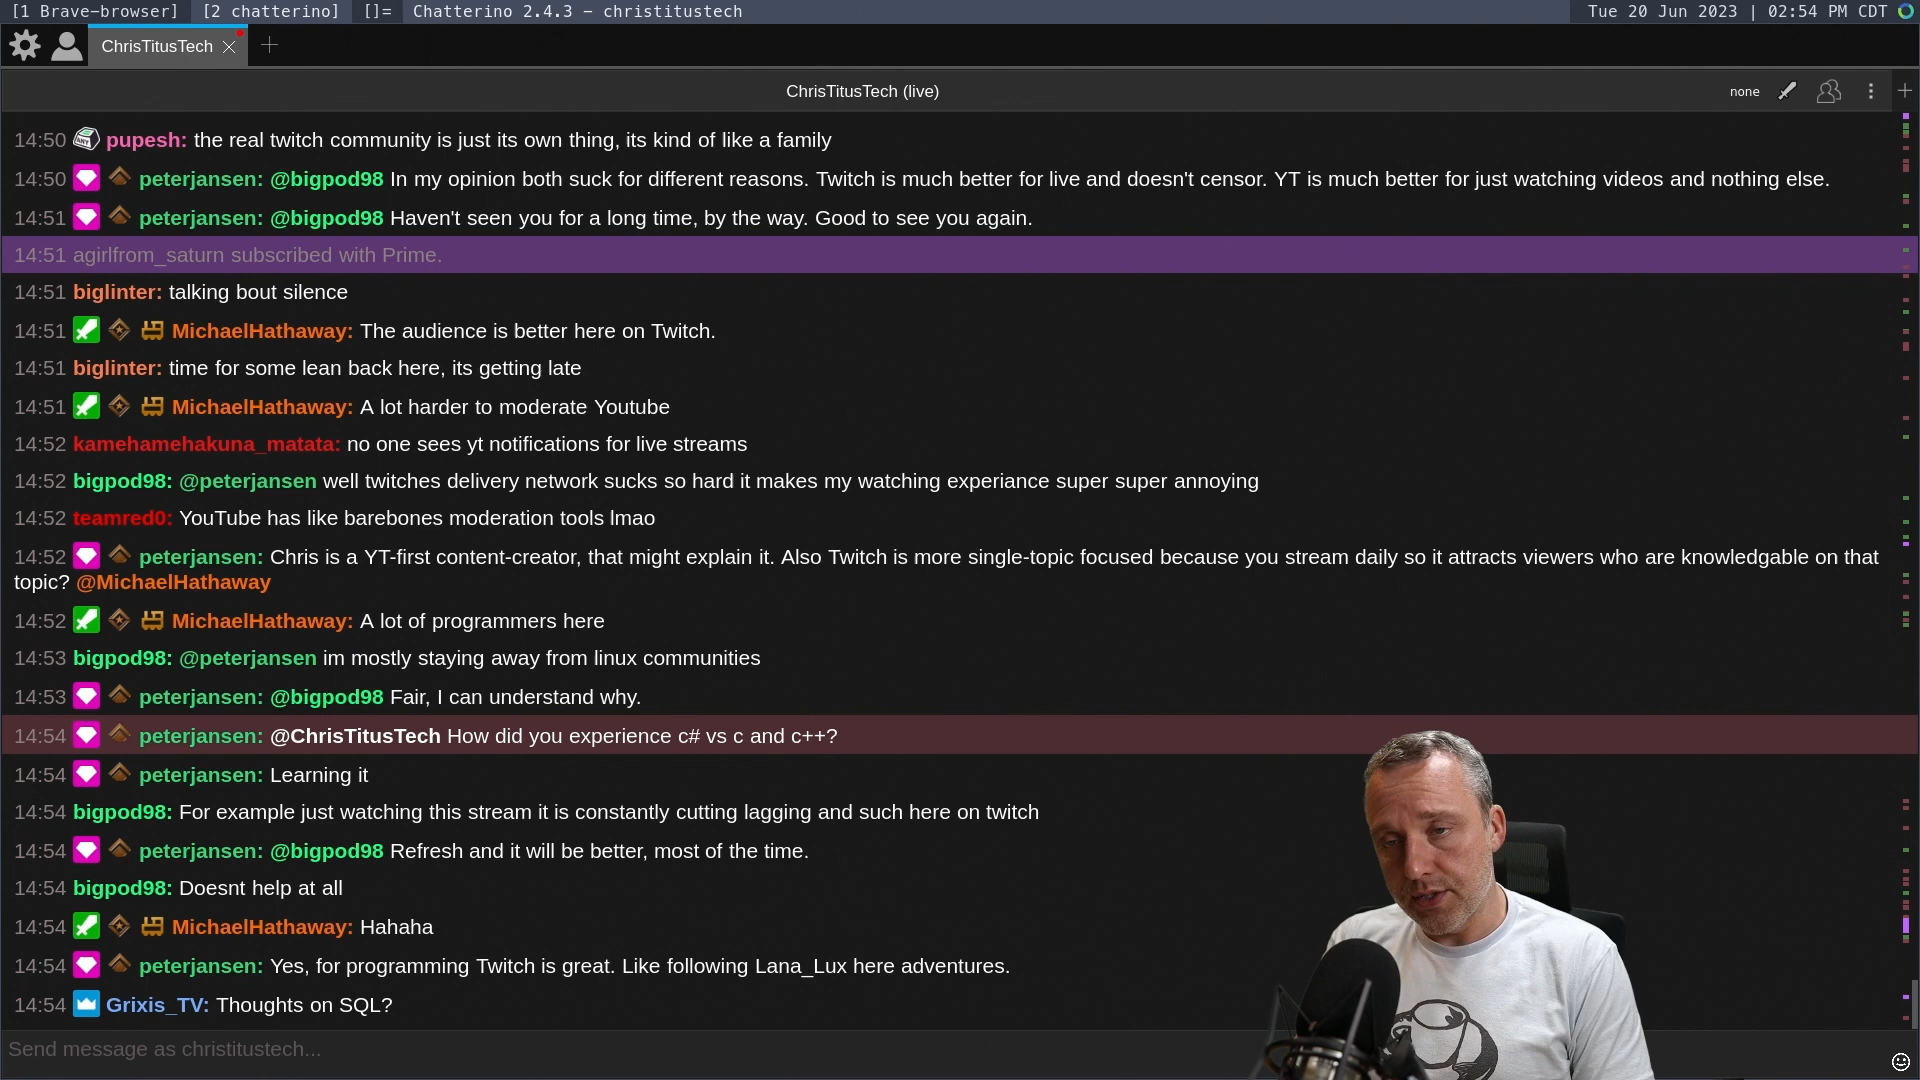 [1 Brave-browser] [2 chatterino] []= Chatterino 2.4.3 - christitustech Tue 20 Jun 2023 | 02:54 PM CDT
ChrisTitusTech
ChrisTitusTech (live) none
14:50 pupesh: the real twitch community is just its own thing, its kind of like a family
14:50 peterjansen: @bigpod98 In my opinion both suck for different reasons. Twitch is much better for live and doesn't censor. YT is much better for just watching videos and nothing else.
14:51 peterjansen: @bigpod98 Haven't seen you for a long time, by the way. Good to see you again.
14:51 agirlfrom_saturn subscribed with Prime.
14:51 biglinter: talking bout silence
14:51 MichaelHathaway: The audience is better here on Twitch.
14:51 biglinter: time for some lean back here, its getting late
14:51 MichaelHathaway: A lot harder to moderate Youtube
14:52 kamehamehakuna_matata: no one sees yt notifications for live streams
14:52 bigpod98: @peterjansen well twitches delivery network sucks so hard it makes my watching experiance super super annoying
14:52 teamred0: YouTube has like barebones moderation tools lmao
14:52 peterjansen: Chris is a YT-first content-creator, that might explain it. Also Twitch is more single-topic focused because you stream daily so it attracts viewers who are knowledgable on that
topic? @MichaelHathaway
14:52 MichaelHathaway: A lot of programmers here
14:53 bigpod98: @peterjansen im mostly staying away from linux communities
14:53 peterjansen: @bigpod98 Fair, I can understand why.
14:54 peterjansen: @ChrisTitusTech How did you experience c# vs c and c++?
14:54 peterjansen: Learning it
14:54 bigpod98: For example just watching this stream it is constantly cutting lagging and such here on twitch
14:54 peterjansen: @bigpod98 Refresh and it will be better, most of the time.
14:54 bigpod98: Doesnt help at all
14:54 MichaelHathaway: Hahaha
14:54 peterjansen: Yes, for programming Twitch is great. Like following Lana_Lux here adventures.
14:54 Grixis_TV: Thoughts on SQL?
Send message as christitustech...